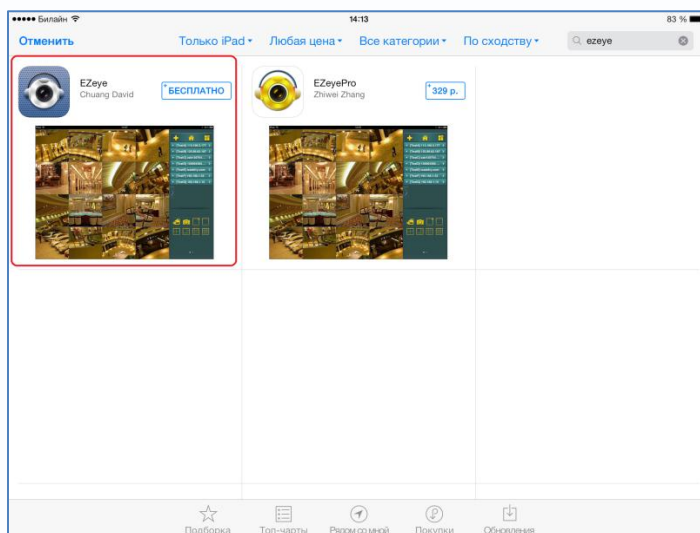 Билайн 14:13 83 %
Отменить Только iPad Любая цена Все категории По сходству ezeye
EZeye
Chuang David
БЕСПЛАТНО
EZeyePro
Zhiwei Zhang
329 р.
Подборка Топ-чарты Рядом со мной Покупки Обновления